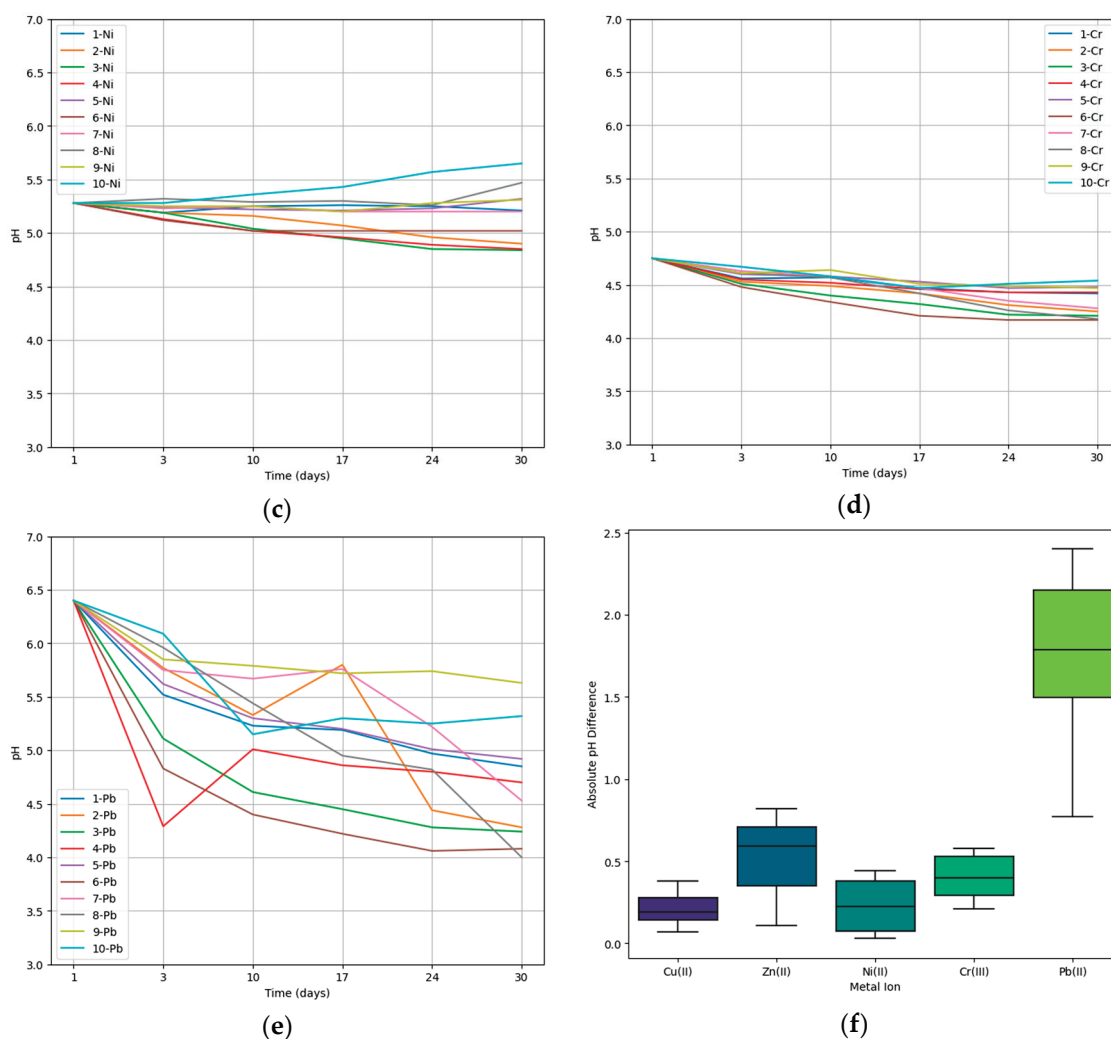 7.0
6.5
6.0
5.5
5.0
4.5
4.0
3.5
3.0
pH
1-Ni
2-Ni
3-Ni
4-Ni
5-Ni
6-Ni
7-Ni
8-Ni
9-Ni
10-Ni
1 3 10 17 24 30
Time (days)
(c)
7.0
6.5
6.0
5.5
5.0
4.5
4.0
3.5
3.0
pH
1-Cr
2-Cr
3-Cr
4-Cr
5-Cr
6-Cr
7-Cr
8-Cr
9-Cr
10-Cr
1 3 10 17 24 30
Time (days)
(d)
7.0
6.5
6.0
5.5
5.0
4.5
4.0
3.5
3.0
pH
1-Pb
2-Pb
3-Pb
4-Pb
5-Pb
6-Pb
7-Pb
8-Pb
9-Pb
10-Pb
1 3 10 17 24 30
Time (days)
(e)
2.5
2.0
1.5
1.0
0.5
0.0
Absolute pH Difference
Cu(II) Zn(II) Ni(II) Cr(III) Pb(II)
Metal Ion
(f)